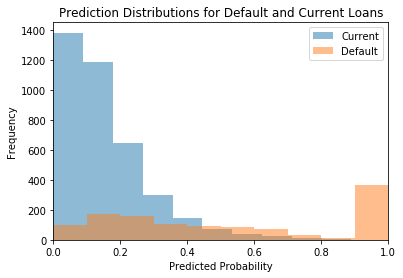 Prediction Distributions for Default and Current Loans
Current
Default
1400
1200
1000
800
600
400
200
0
Frequency
0.0 0.2 0.4 0.6 0.8 1.0
Predicted Probability